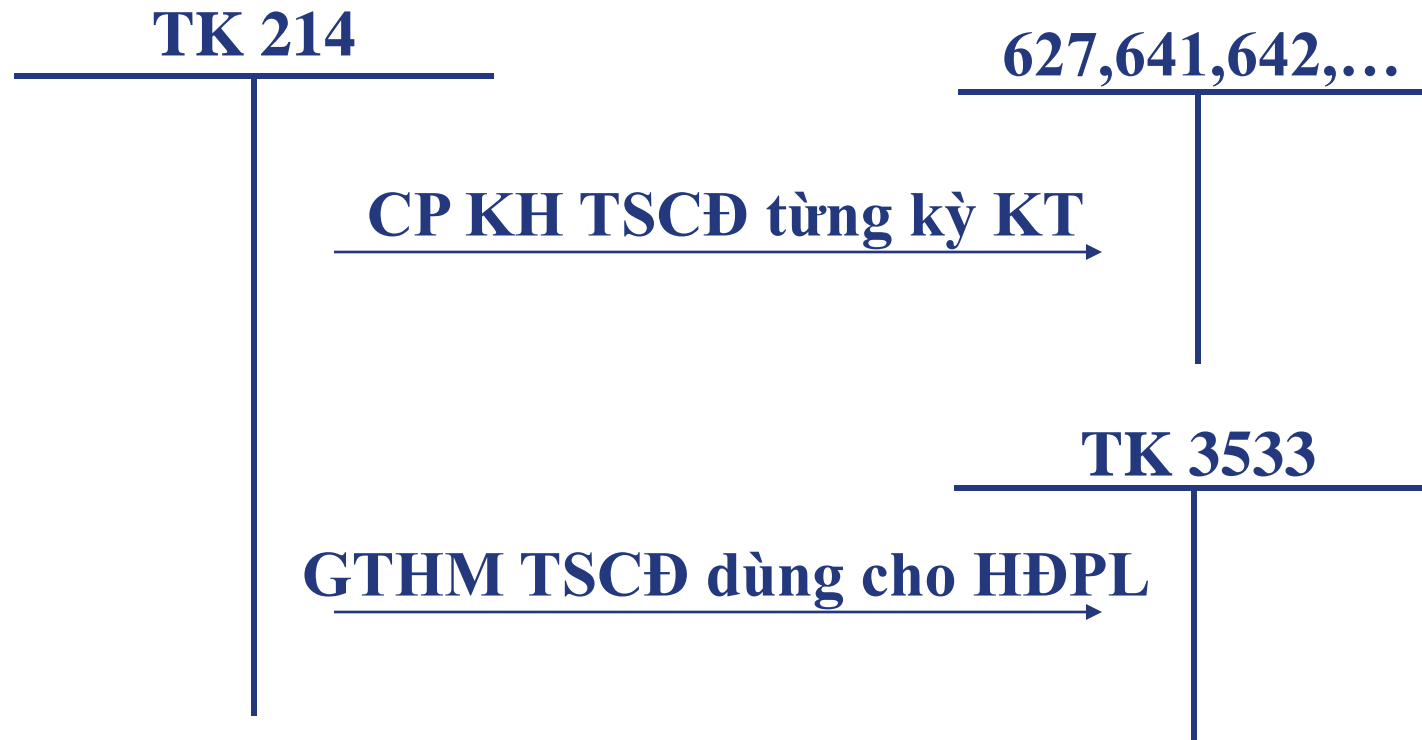 TK 214
627,641,642,…
CP KH TSCĐ từng kỳ KT
TK 3533
GTHM TSCĐ dùng cho HĐPL